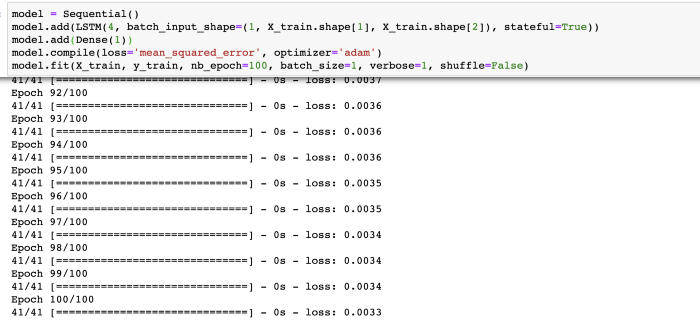 model = Sequential()
model.add(LSTM(4, batch_input_shape=(1, X_train.shape[1], X_train.shape[2]), stateful=True))
model.add(Dense(1))
model.compile(loss='mean_squared_error', optimizer='adam')
model.fit(X_train, y_train, nb_epoch=100, batch_size=1, verbose=1, shuffle=False)
41/41 [==============================] - 0s - loss: 0.0037
Epoch 92/100
41/41 [==============================] - 0s - loss: 0.0036
Epoch 93/100
41/41 [==============================] - 0s - loss: 0.0036
Epoch 94/100
41/41 [==============================] - 0s - loss: 0.0036
Epoch 95/100
41/41 [==============================] - 0s - loss: 0.0035
Epoch 96/100
41/41 [==============================] - 0s - loss: 0.0035
Epoch 97/100
41/41 [==============================] - 0s - loss: 0.0034
Epoch 98/100
41/41 [==============================] - 0s - loss: 0.0034
Epoch 99/100
41/41 [==============================] - 0s - loss: 0.0034
Epoch 100/100
41/41 [==============================] - 0s - loss: 0.0033